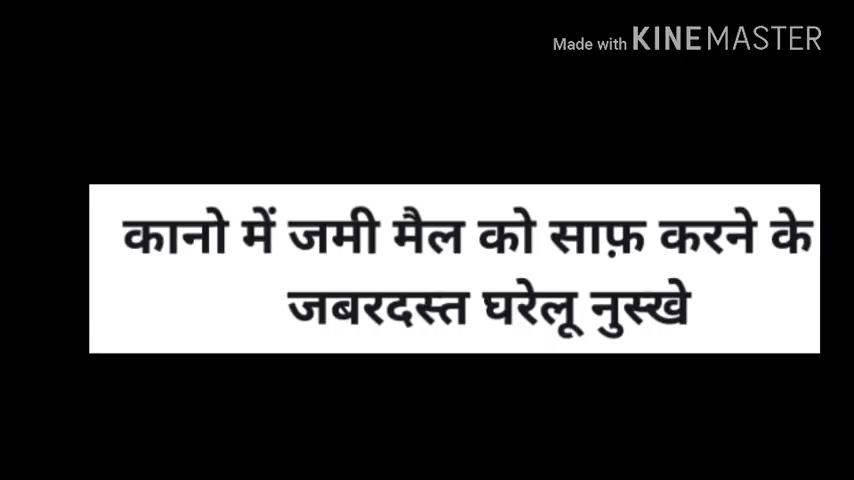 Made with KINEMASTER
कानो में जमी मैल को साफ़ करने के
जबरदस्त घरेलू नुस्खे